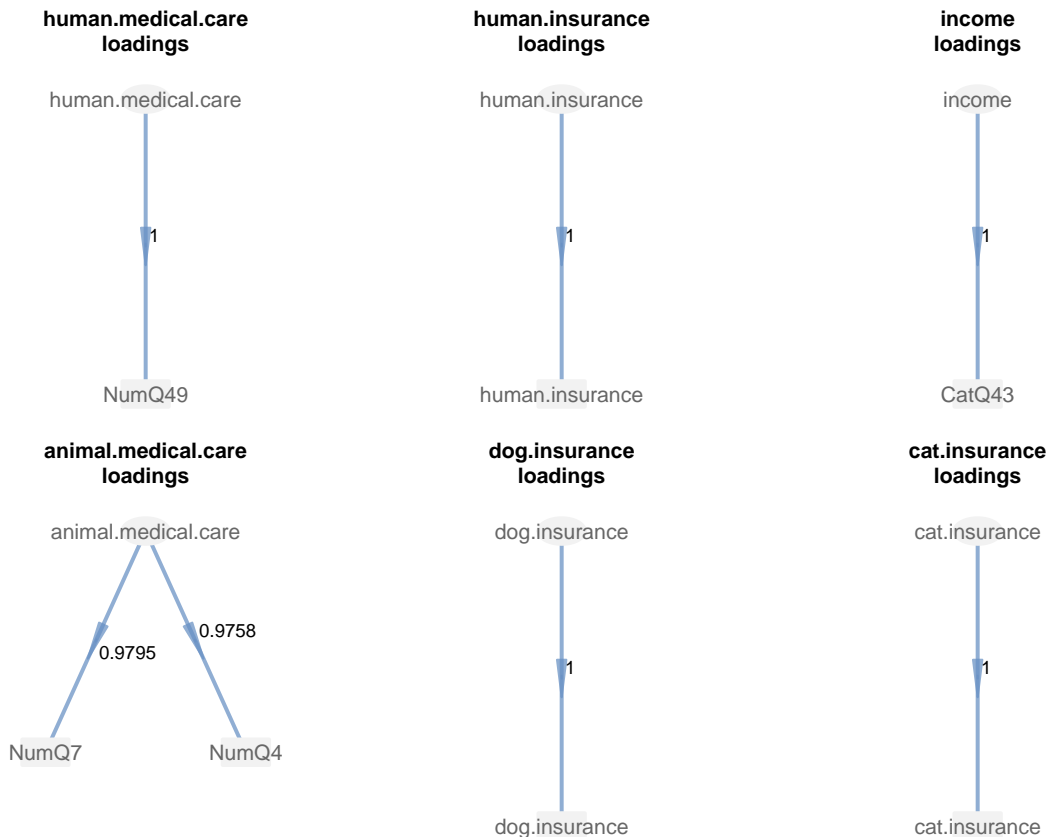 human.medical.care
loadings
human.insurance
loadings
income
loadings
human.medical.care
human.insurance
income
1
1
1
NumQ49
human.insurance
CatQ43
animal.medical.care
loadings
dog.insurance
loadings
cat.insurance
loadings
animal.medical.care
dog.insurance
cat.insurance
0.9758
0.9795
1
1
NumQ7
NumQ4
dog.insurance
cat.insurance